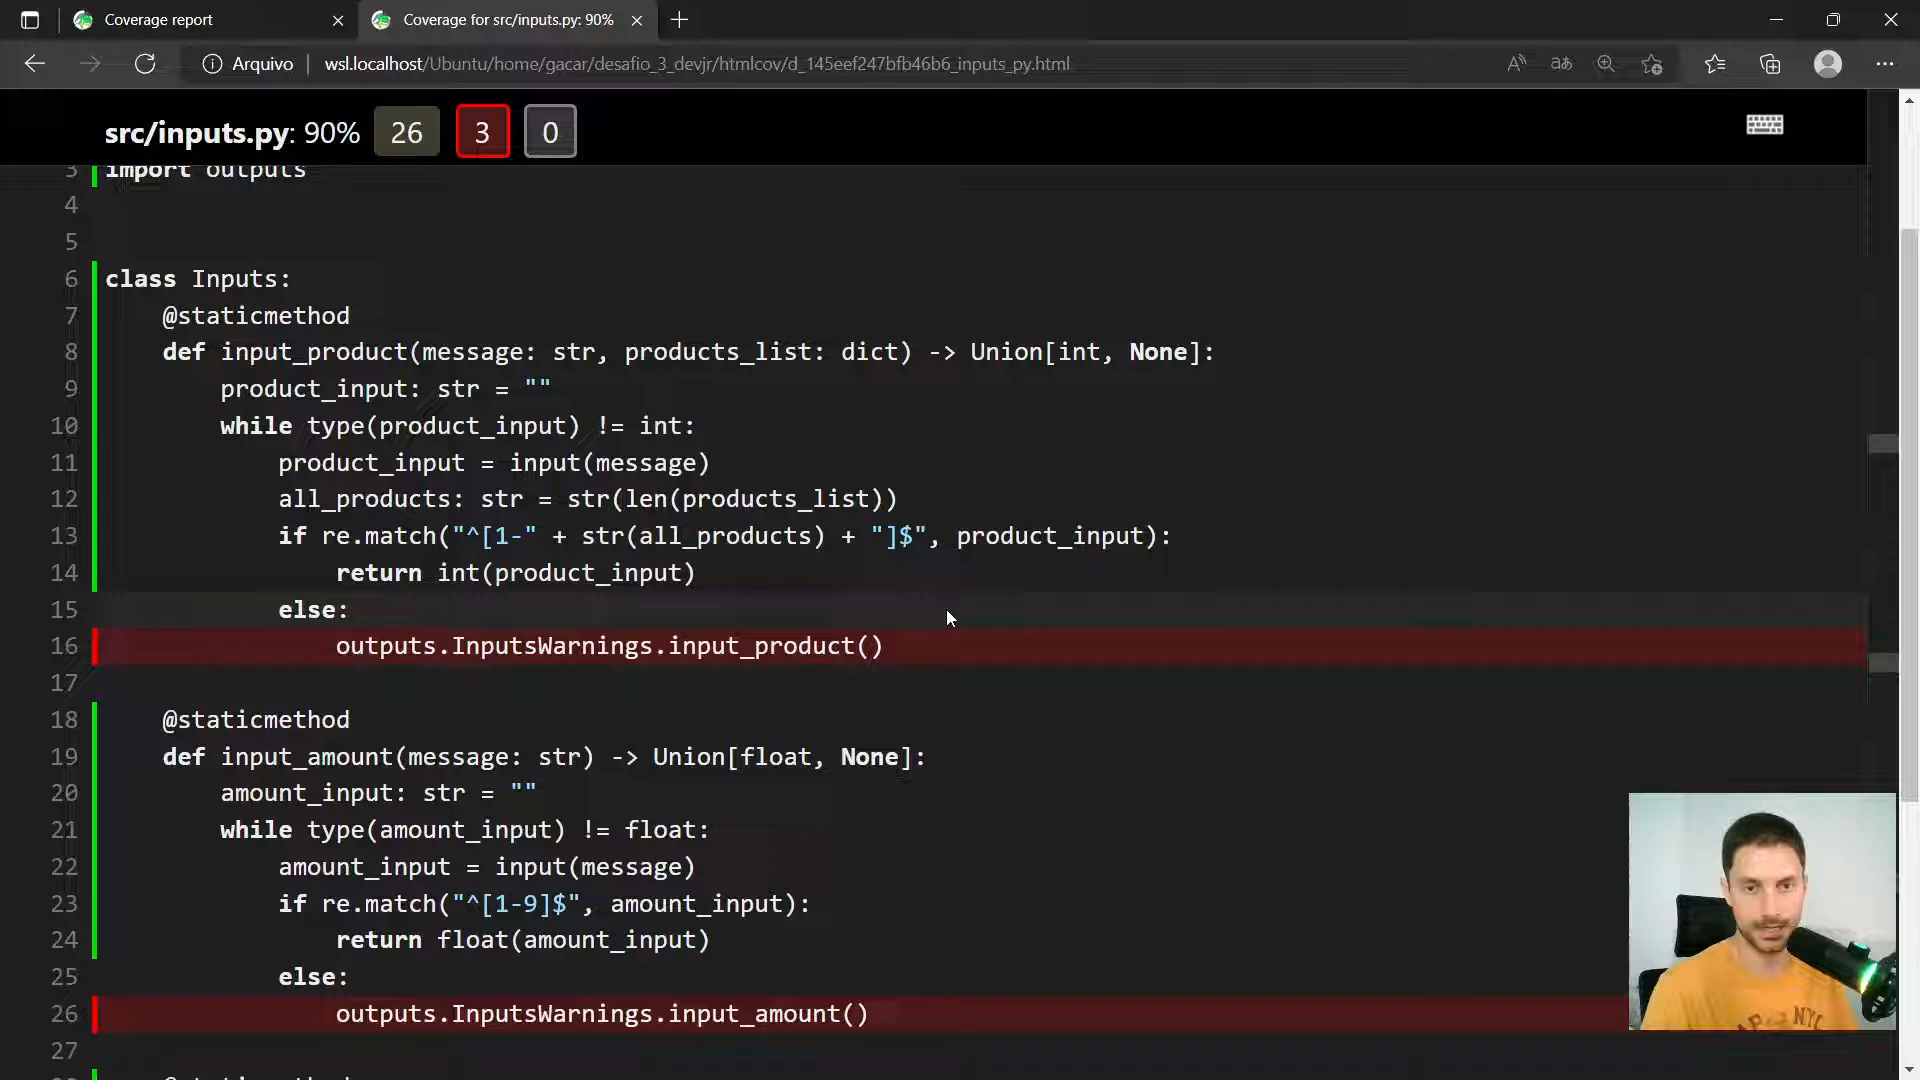 Coverage report
Coverage for src/inputs.py: 90%
Arquivo
wsl.localhost/Ubuntu/home/gacar/desafio_3_devjr/htmlcov/d_145eef247bfb46b6_inputs_py.html
src/inputs.py: 90% 26 3 0
3 import outputs
4
5
6 class Inputs:
7 @staticmethod
8 def input_product(message: str, products_list: dict) -> Union[int, None]:
9 product_input: str = ""
10 while type(product_input) != int:
11 product_input = input(message)
12 all_products: str = str(len(products_list))
13 if re.match("^[1-" + str(all_products) + "]$", product_input):
14 return int(product_input)
15 else:
16 outputs.InputsWarnings.input_product()
17
18 @staticmethod
19 def input_amount(message: str) -> Union[float, None]:
20 amount_input: str = ""
21 while type(amount_input) != float:
22 amount_input = input(message)
23 if re.match("^[1-9]$", amount_input):
24 return float(amount_input)
25 else:
26 outputs.InputsWarnings.input_amount()
27